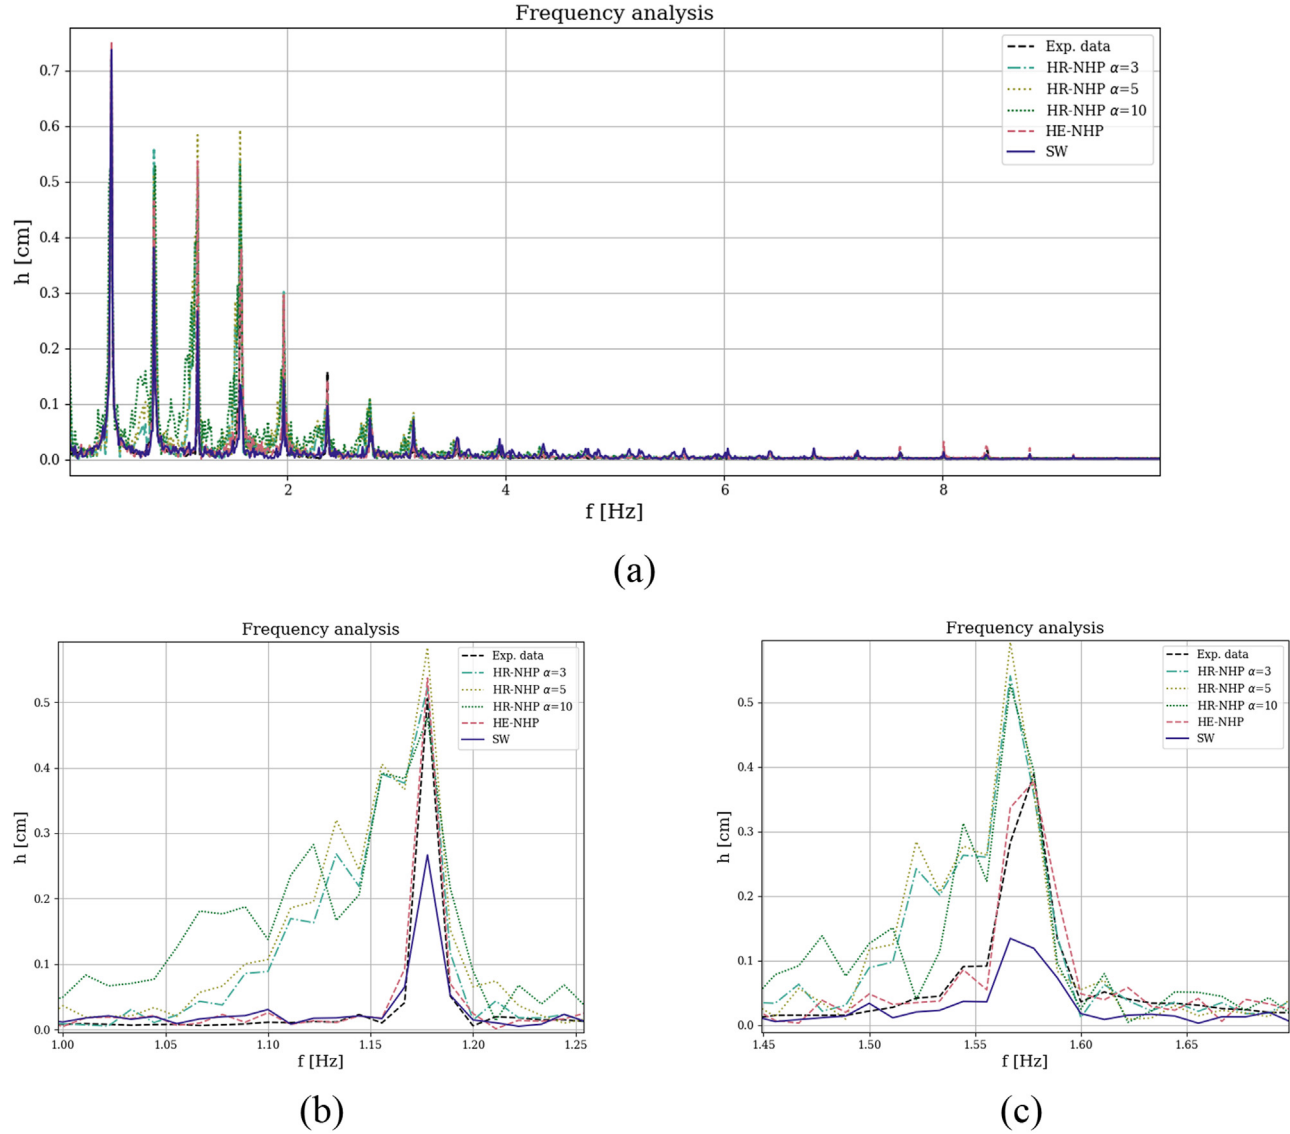 Frequency analysis
h [cm]
0.7
0.6
0.5
0.4
0.3
0.2
0.1
0.0
2
4
6
8
f [Hz]
Exp. data
HR-NHP α=3
HR-NHP α=5
HR-NHP α=10
HE-NHP
SW
(a)
Frequency analysis
h [cm]
0.5
0.4
0.3
0.2
0.1
0.0
1.00
1.05
1.10
1.15
1.20
1.25
f [Hz]
Exp. data
HR-NHP α=3
HR-NHP α=5
HR-NHP α=10
HE-NHP
SW
(b)
Frequency analysis
h [cm]
0.5
0.4
0.3
0.2
0.1
0.0
1.45
1.50
1.55
1.60
1.65
f [Hz]
Exp. data
HR-NHP α=3
HR-NHP α=5
HR-NHP α=10
HE-NHP
SW
(c)